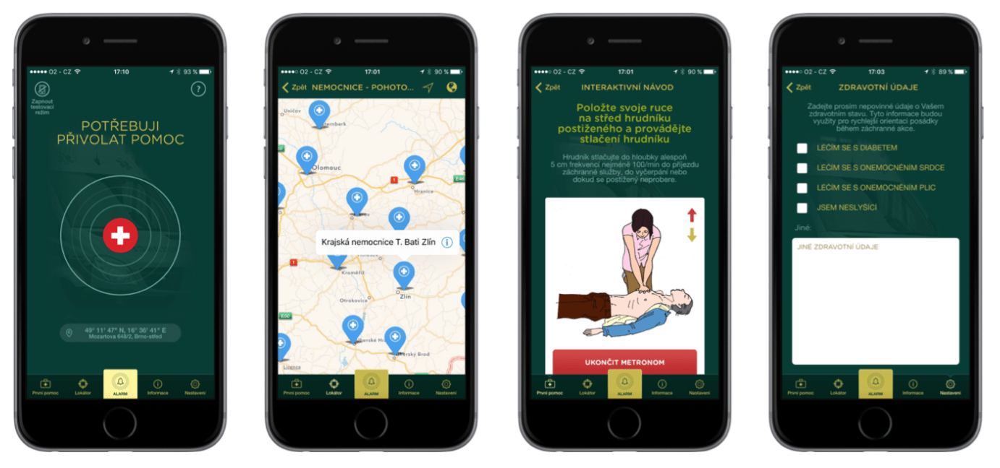 O2 - CZ 17:10 93 %
Zapnout
testovací
režim
?
POTŘEBUJI
PŘIVOLAT POMOC
49° 11' 47" N, 16° 36' 41" E
Mozartova 648/2, Brno-střed
První pomoc Lokátor ALARM Informace Nastavení
O2 - CZ 17:01 90 %
Zpět NEMOCNICE - POHOTO...
Uničov
ternberk
Olomouc
1
E462
Hranice
ov
Krajská nemocnice T. Bati Zlín
1
Kroměříž
Zlín
Otrokovice
E50
herské Hr
herský Brod
Licence
První pomoc Lokátor ALARM Informace Nastavení
O2 - CZ 17:01 90 %
Zpět INTERAKTIVNÍ NÁVOD
Položte svoje ruce
na střed hrudníku
postiženého a provádějte
stlačení hrudníku
Hrudník stlačujte do hloubky alespoň
5 cm frekvencí nejméně 100/min do příjezdu
záchranné služby, do vyčerpání nebo
dokud se postižený neprobere.
UKONČIT METRONOM
První pomoc Lokátor ALARM Informace Nastavení
O2 - CZ 17:03 89 %
Zpět ZDRAVOTNÍ ÚDAJE
Zadejte prosím nepovinné údaje o Vašem
zdravotním stavu. Tyto informace budou
využity pro rychlejší orientaci posádky
během záchranné akce.
LÉČÍM SE S DIABETEM
LÉČÍM SE S ONEMOCNĚNÍM SRDCE
LÉČÍM SE S ONEMOCNĚNÍM PLIC
JSEM NESLYŠÍCÍ
Jiné:
JINÉ ZDRAVOTNÍ ÚDAJE
První pomoc Lokátor ALARM Informace Nastavení